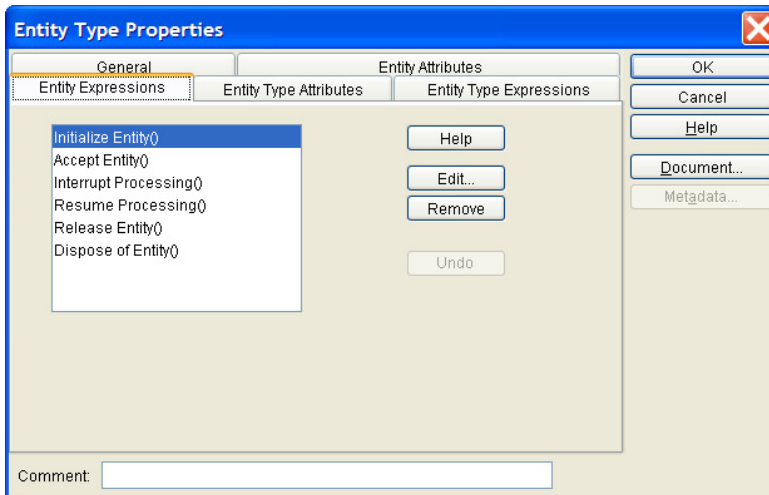 Entity Type Properties
General Entity Attributes
Entity Expressions Entity Type Attributes Entity Type Expressions
Initialize Entity()
Accept Entity()
Interrupt Processing()
Resume Processing()
Release Entity()
Dispose of Entity()
Help
Edit...
Remove
Undo
OK
Cancel
Help
Document...
Metadata...
Comment: